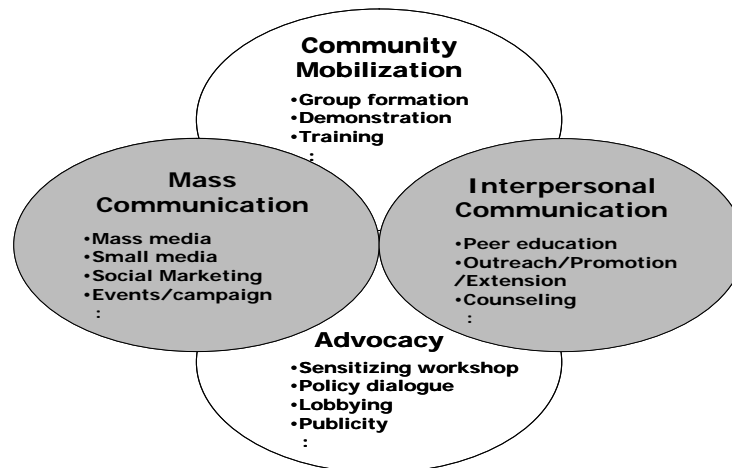 Community
Mobilization
•Group formation
•Demonstration
•Training
:
Mass
Communication
•Mass media
•Small media
•Social Marketing
•Events/campaign
:
Interpersonal
Communication
•Peer education
•Outreach/Promotion
/Extension
•Counseling
:
Advocacy
•Sensitizing workshop
•Policy dialogue
•Lobbying
•Publicity
: